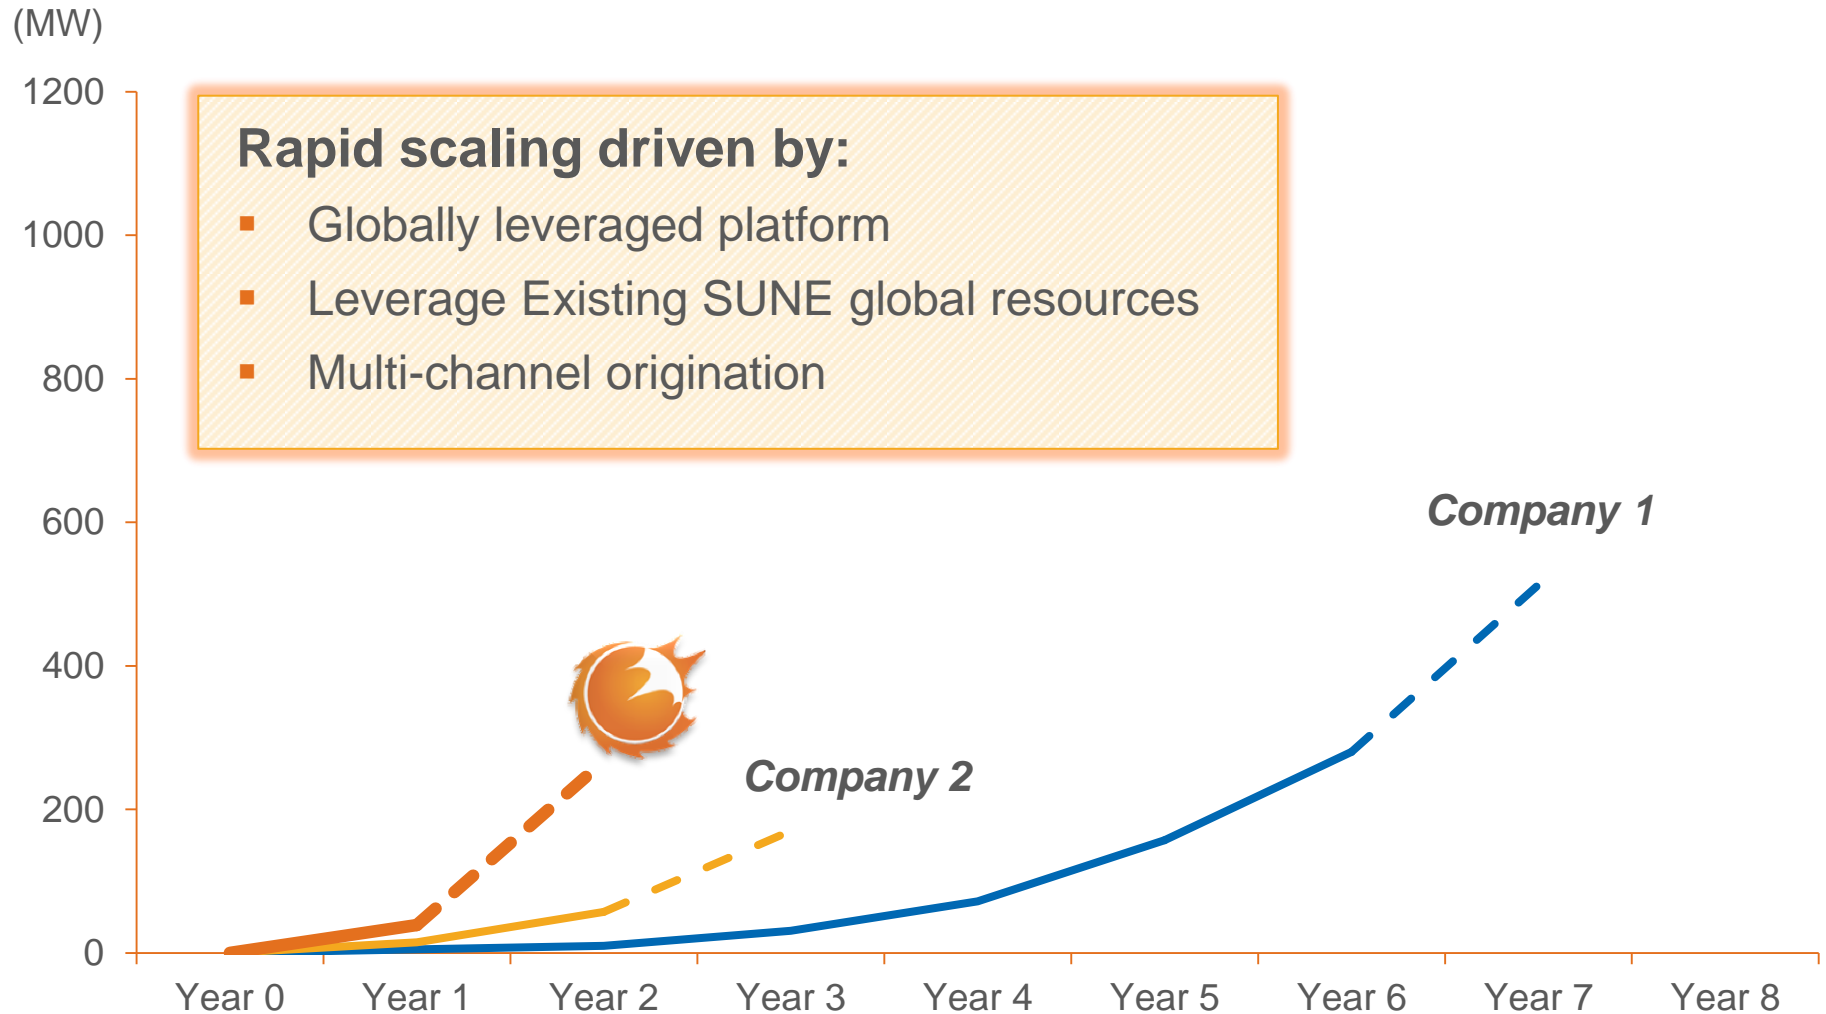 (MW)
1200
1000
800
600
400
200
0
Rapid scaling driven by:
▪ Globally leveraged platform
▪ Leverage Existing SUNE global resources
▪ Multi-channel origination
Company 1
Company 2
Year 0 Year 1 Year 2 Year 3 Year 4 Year 5 Year 6 Year 7 Year 8